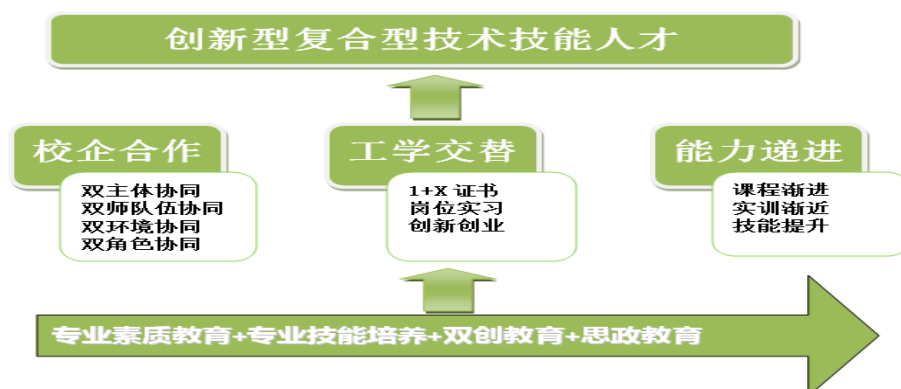 创新型复合型技术技能人才
校企合作
双主体协同
双师队伍协同
双环境协同
双角色协同
工学交替
1+X 证书
岗位实习
创新创业
能力递进
课程渐进
实训渐近
技能提升
专业素质教育+专业技能培养+双创教育+思政教育